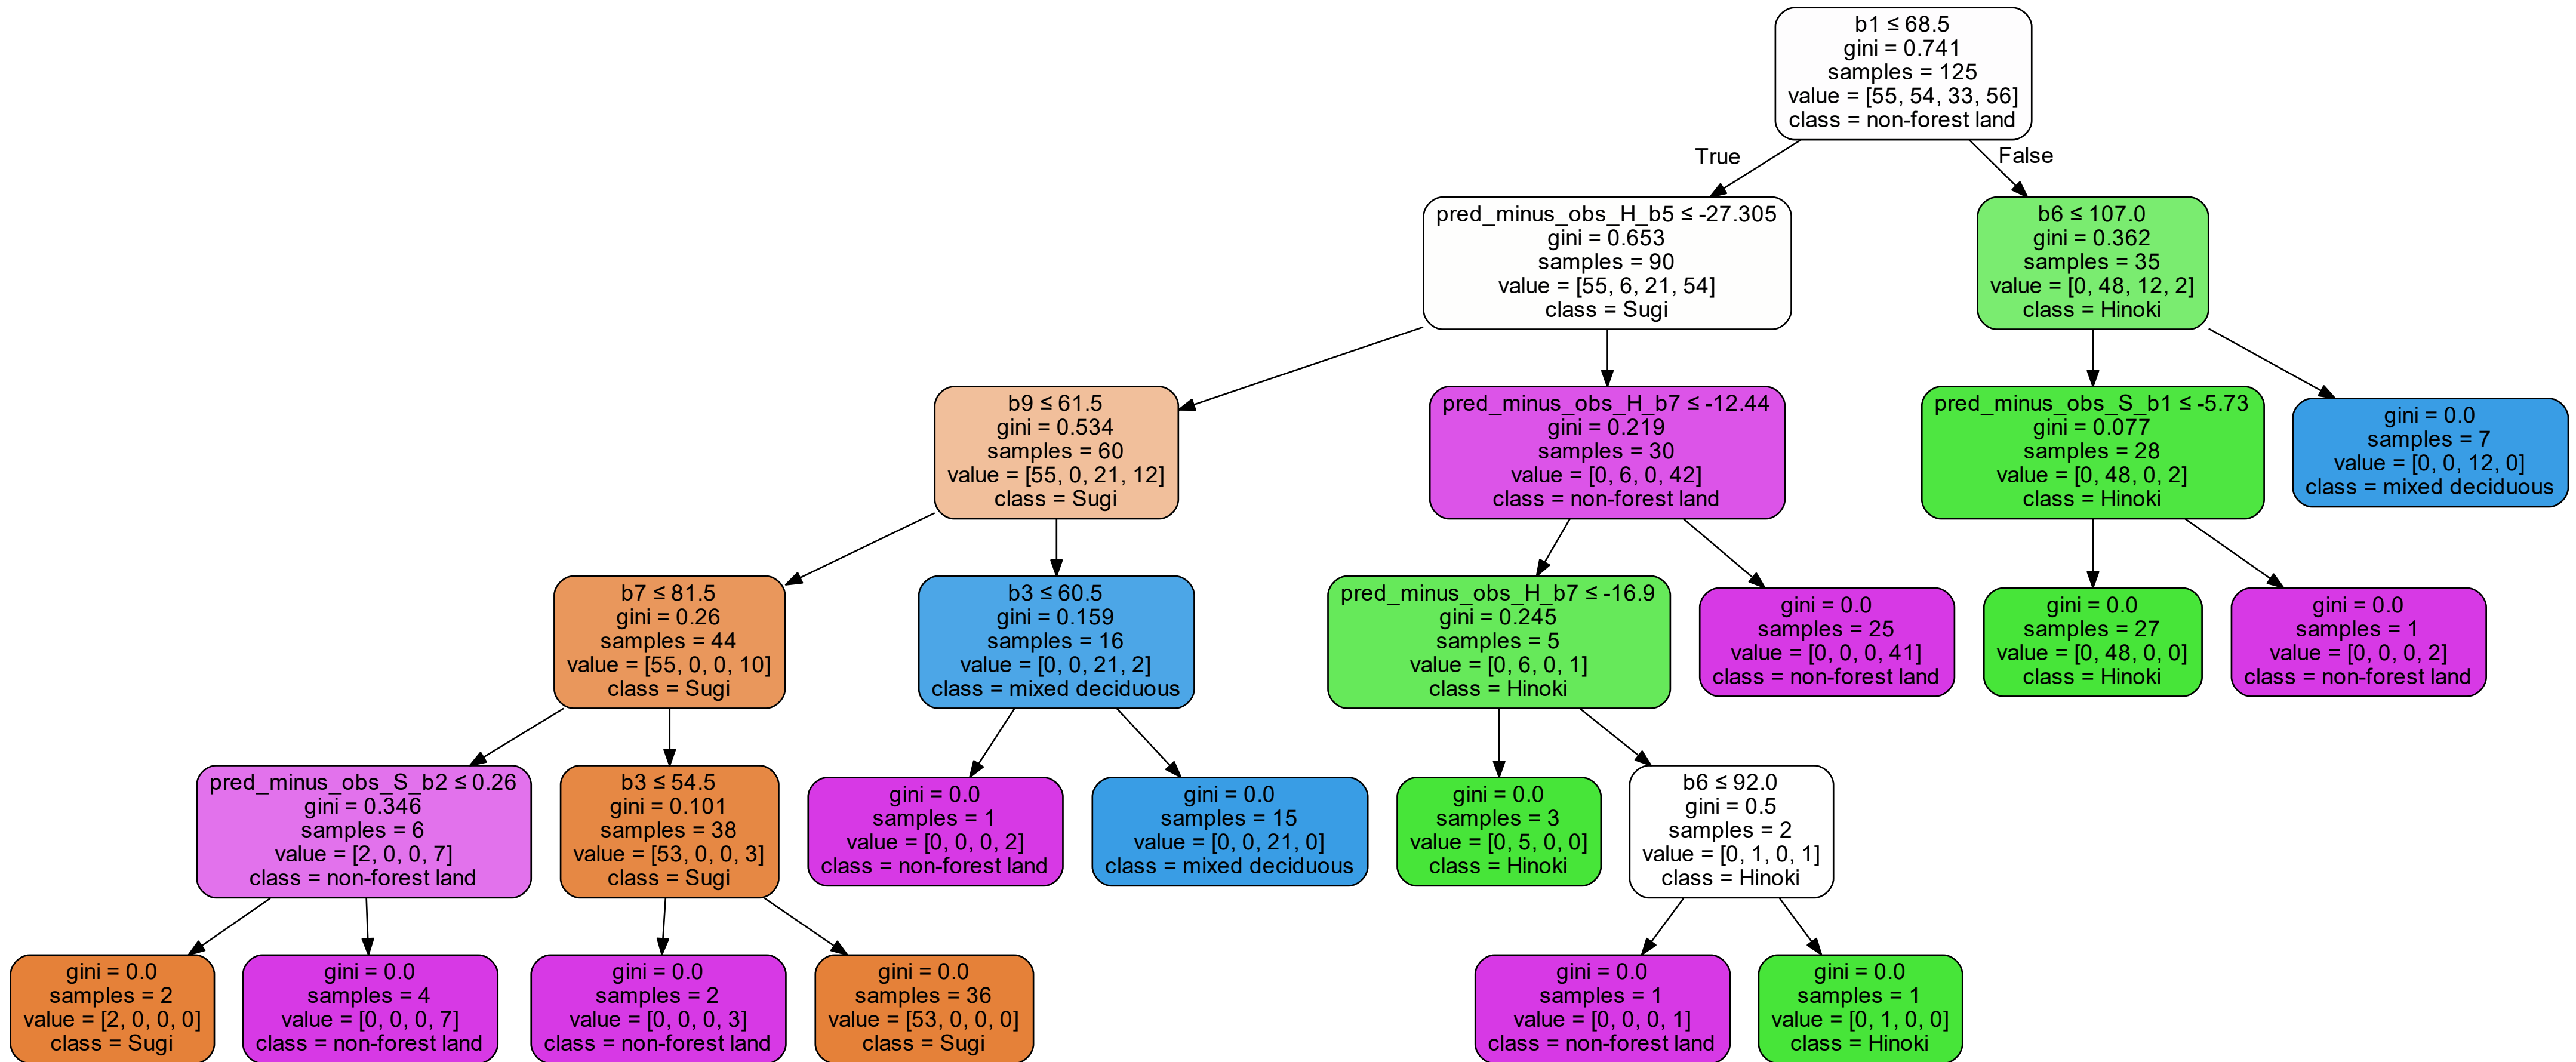 b1 ≤ 68.5
gini = 0.741
samples = 125
value = [55, 54, 33, 56]
class = non-forest land
True
False
pred_minus_obs_H_b5 ≤ -27.305
gini = 0.653
samples = 90
value = [55, 6, 21, 54]
class = Sugi
b6 ≤ 107.0
gini = 0.362
samples = 35
value = [0, 48, 12, 2]
class = Hinoki
b9 ≤ 61.5
gini = 0.534
samples = 60
value = [55, 0, 21, 12]
class = Sugi
pred_minus_obs_H_b7 ≤ -12.44
gini = 0.219
samples = 30
value = [0, 6, 0, 42]
class = non-forest land
pred_minus_obs_S_b1 ≤ -5.73
gini = 0.077
samples = 28
value = [0, 48, 0, 2]
class = Hinoki
gini = 0.0
samples = 7
value = [0, 0, 12, 0]
class = mixed deciduous
b7 ≤ 81.5
gini = 0.26
samples = 44
value = [55, 0, 0, 10]
class = Sugi
b3 ≤ 60.5
gini = 0.159
samples = 16
value = [0, 0, 21, 2]
class = mixed deciduous
pred_minus_obs_H_b7 ≤ -16.9
gini = 0.245
samples = 5
value = [0, 6, 0, 1]
class = Hinoki
gini = 0.0
samples = 25
value = [0, 0, 0, 41]
class = non-forest land
gini = 0.0
samples = 27
value = [0, 48, 0, 0]
class = Hinoki
gini = 0.0
samples = 1
value = [0, 0, 0, 2]
class = non-forest land
pred_minus_obs_S_b2 ≤ 0.26
gini = 0.346
samples = 6
value = [2, 0, 0, 7]
class = non-forest land
b3 ≤ 54.5
gini = 0.101
samples = 38
value = [53, 0, 0, 3]
class = Sugi
gini = 0.0
samples = 1
value = [0, 0, 0, 2]
class = non-forest land
gini = 0.0
samples = 15
value = [0, 0, 21, 0]
class = mixed deciduous
gini = 0.0
samples = 3
value = [0, 5, 0, 0]
class = Hinoki
b6 ≤ 92.0
gini = 0.5
samples = 2
value = [0, 1, 0, 1]
class = Hinoki
gini = 0.0
samples = 2
value = [2, 0, 0, 0]
class = Sugi
gini = 0.0
samples = 4
value = [0, 0, 0, 7]
class = non-forest land
gini = 0.0
samples = 2
value = [0, 0, 0, 3]
class = non-forest land
gini = 0.0
samples = 36
value = [53, 0, 0, 0]
class = Sugi
gini = 0.0
samples = 1
value = [0, 0, 0, 1]
class = non-forest land
gini = 0.0
samples = 1
value = [0, 1, 0, 0]
class = Hinoki